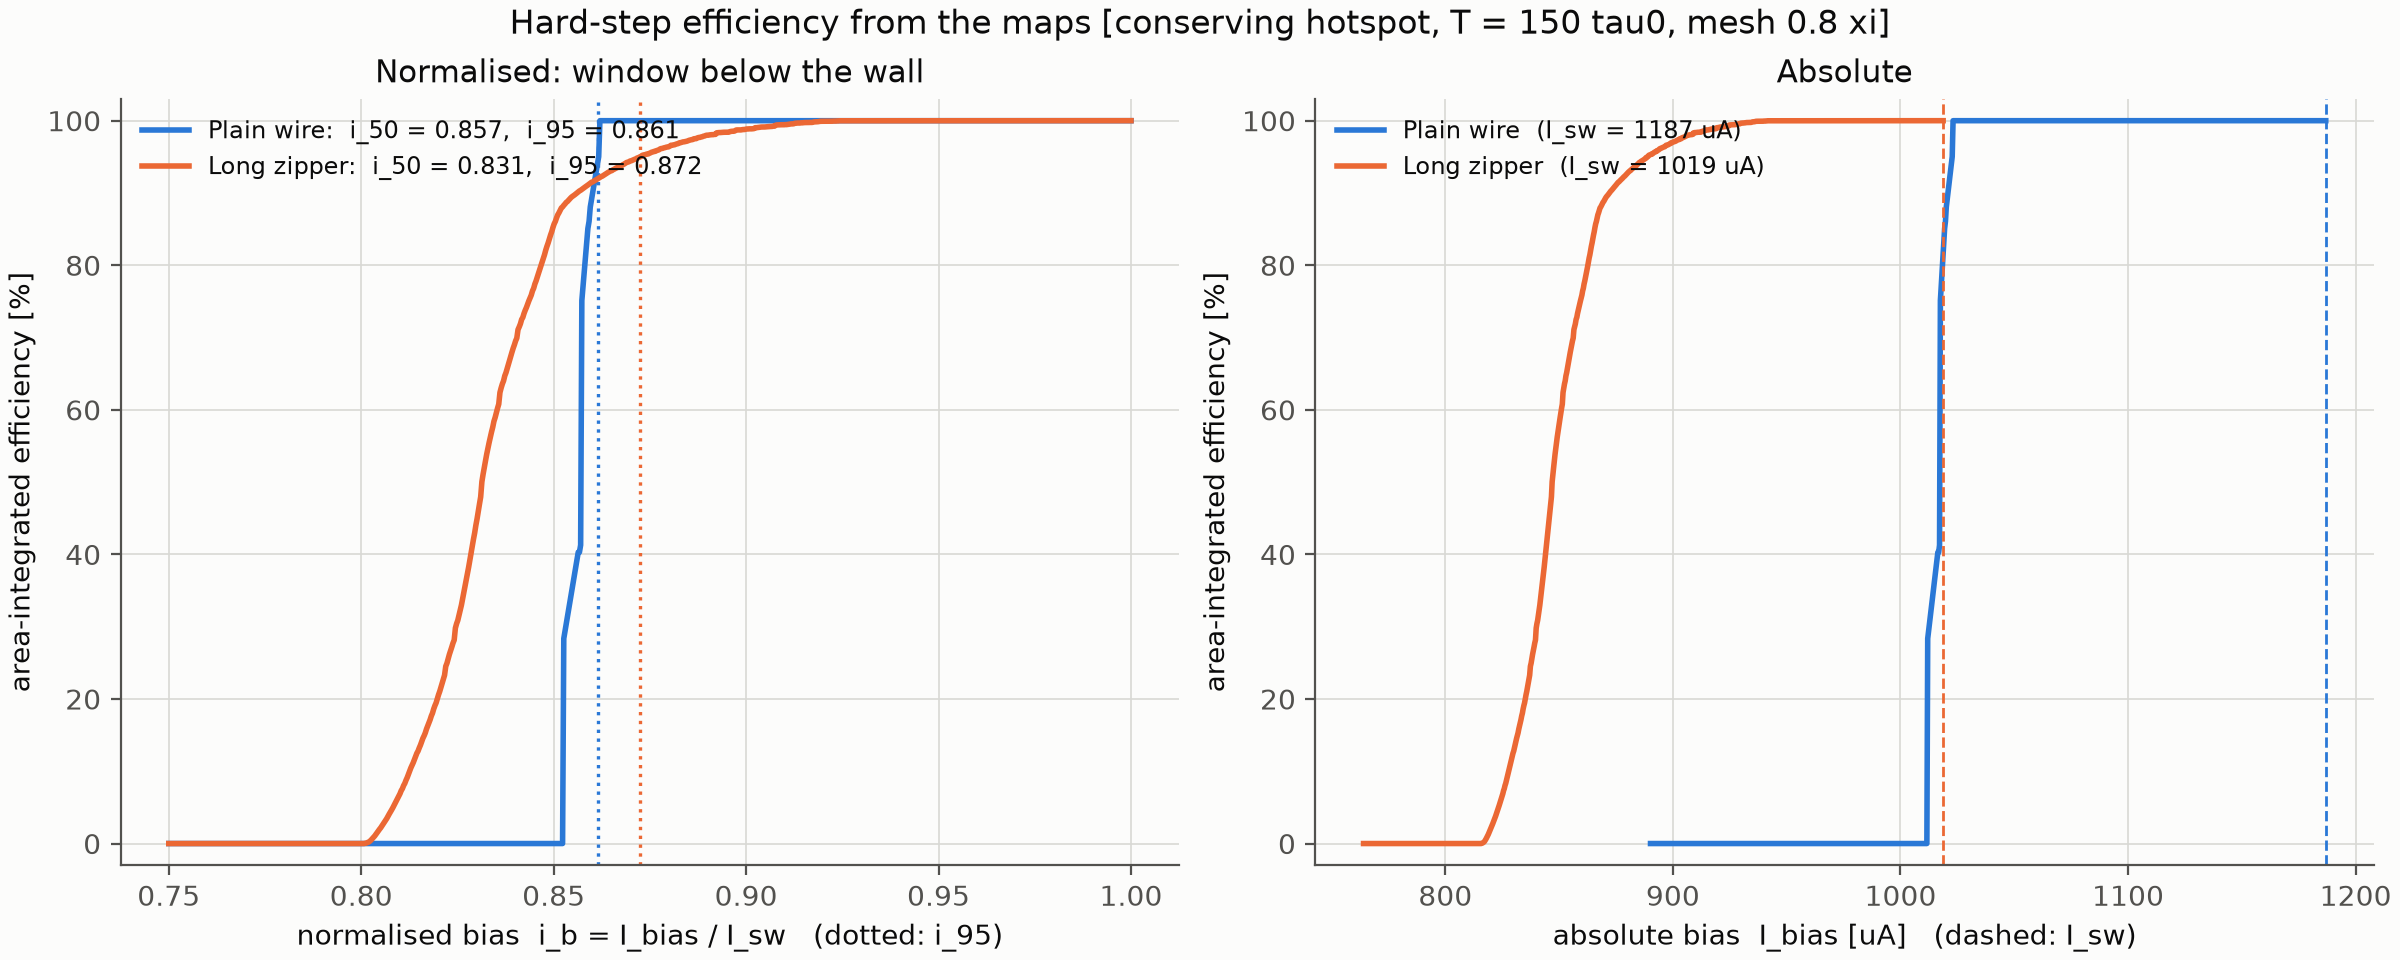 Hard-step efficiency from the maps [conserving hotspot, T = 150 tau0, mesh 0.8 xi]
Normalised: window below the wall
100
80
60
40
20
0
area-integrated efficiency [%]
Plain wire:  i_50 = 0.857,  i_95 = 0.861
Long zipper:  i_50 = 0.831,  i_95 = 0.872
0.75 0.80 0.85 0.90 0.95 1.00
normalised bias  i_b = I_bias / I_sw   (dotted: i_95)
Absolute
100
80
60
40
20
0
area-integrated efficiency [%]
Plain wire  (I_sw = 1187 uA)
Long zipper  (I_sw = 1019 uA)
800 900 1000 1100 1200
absolute bias  I_bias [uA]   (dashed: I_sw)